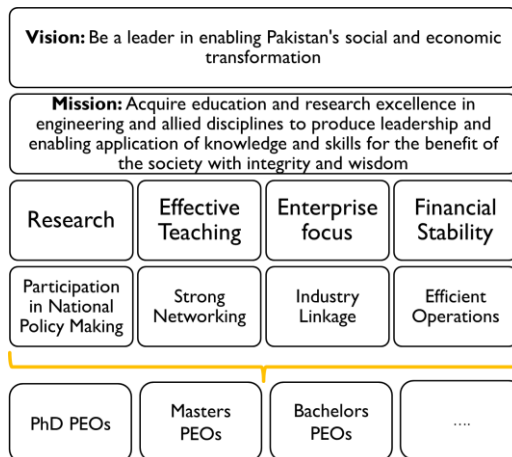 Vision: Be a leader in enabling Pakistan's social and economic
transformation
Mission: Acquire education and research excellence in
engineering and allied disciplines to produce leadership and
enabling application of knowledge and skills for the benefit of
the society with integrity and wisdom
Research
Effective
Teaching
Enterprise
focus
Financial
Stability
Participation
in National
Policy Making
Strong
Networking
Industry
Linkage
Efficient
Operations
PhD PEOs
Masters
PEOs
Bachelors
PEOs
....